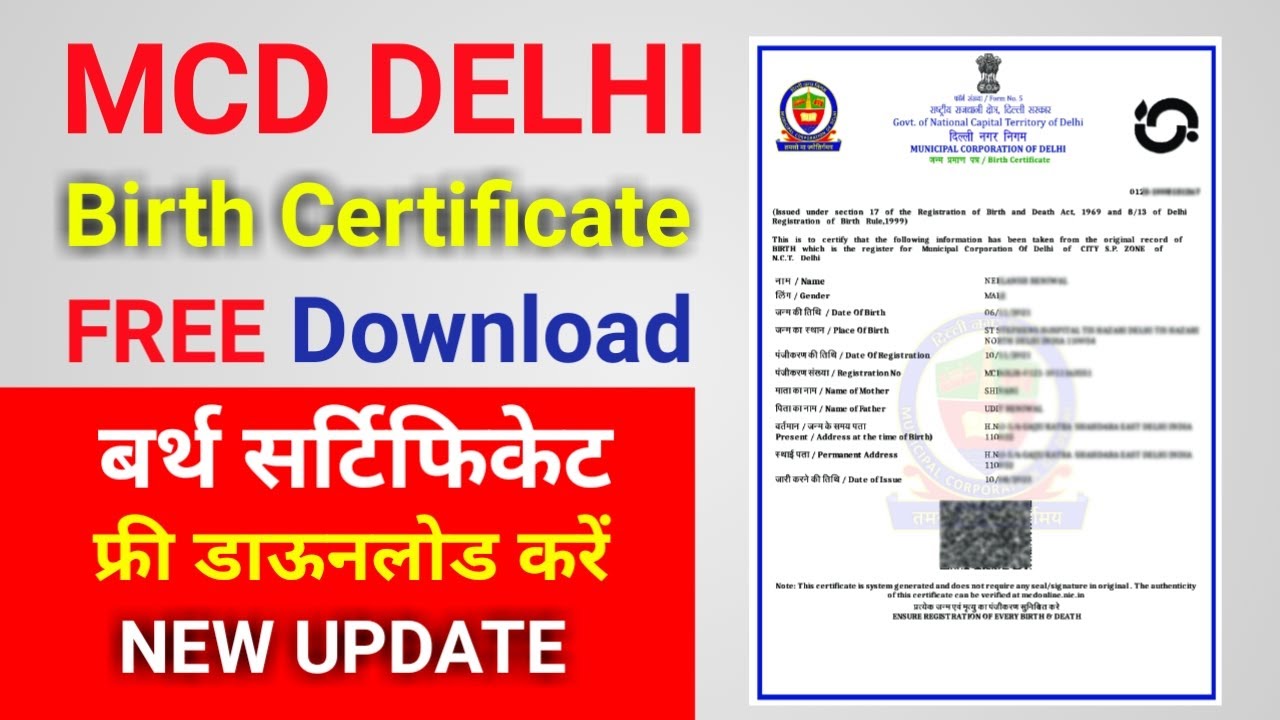 MCD DELHI
Birth Certificate
FREE Download
बर्थ सर्टिफिकेट
फ्री डाऊनलोड करें
NEW UPDATE
फॉर्म संख्या / Form No. 5
राष्ट्रीय राजधानी क्षेत्र, दिल्ली सरकार
Govt. of National Capital Territory of Delhi
दिल्ली नगर निगम
MUNICIPAL CORPORATION OF DELHI
जन्म प्रमाण पत्र / Birth Certificate
(Issued under section 17 of the Registration of Birth and Death Act, 1969 and 8/13 of Delhi
Registration of Birth Rule,1999)
This is to certify that the following information has been taken from the original record of
BIRTH which is the register for Municipal Corporation Of Delhi of CITY S.P. ZONE of
N.C.T. Delhi
नाम / Name
लिंग / Gender
जन्म की तिथि / Date Of Birth 06/
जन्म का स्थान / Place Of Birth ST
पंजीकरण की तिथि / Date Of Registration 10/
पंजीकरण संख्या / Registration No
माता का नाम / Name of Mother
पिता का नाम / Name of Father
वर्तमान / जन्म के समय पता H.N
Present / Address at the time of Birth) 110
स्थाई पता / Permanent Address H.N
110
जारी करने की तिथि / Date of Issue 10/
Note: This certificate is system generated and does not require any seal/signature in original . The authenticity
of this certificate can be verified at mcdonline.nic.in
प्रत्येक जन्म एवं मृत्यु का पंजीकरण सुनिश्चित करे
ENSURE REGISTRATION OF EVERY BIRTH & DEATH